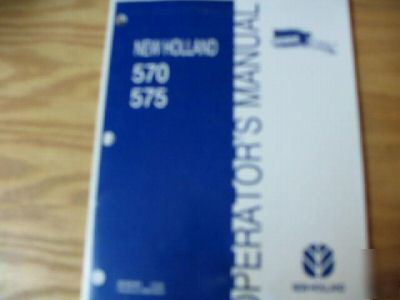 NEW HOLLAND
570
575
OPERATOR'S MANUAL
NEW HOLLAND